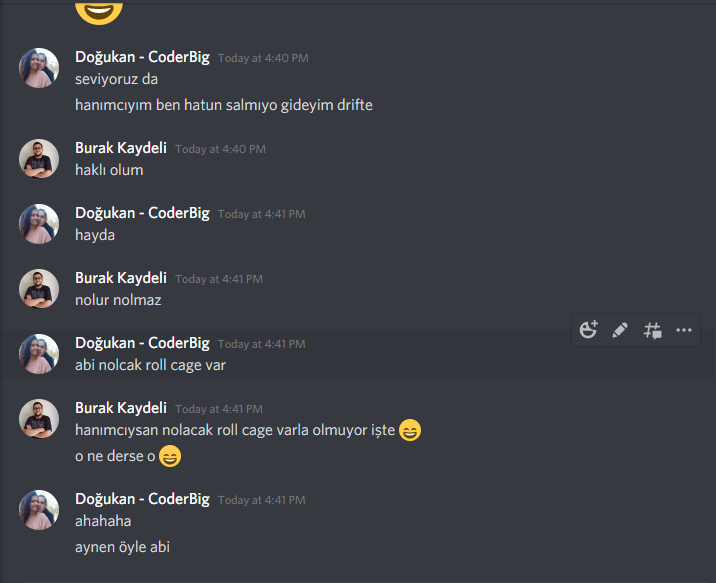 Doğukan - CoderBig Today at 4:40 PM
seviyoruz da
hanımcıyım ben hatun salmıyo gideyim drifte
Burak Kaydeli Today at 4:40 PM
haklı olum
Doğukan - CoderBig Today at 4:41 PM
hayda
Burak Kaydeli Today at 4:41 PM
nolur nolmaz
Doğukan - CoderBig Today at 4:41 PM
abi nolcak roll cage var
Burak Kaydeli Today at 4:41 PM
hanımcıysan nolacak roll cage varla olmuyor işte 😄
o ne derse o 😄
Doğukan - CoderBig Today at 4:41 PM
ahahaha
aynen öyle abi